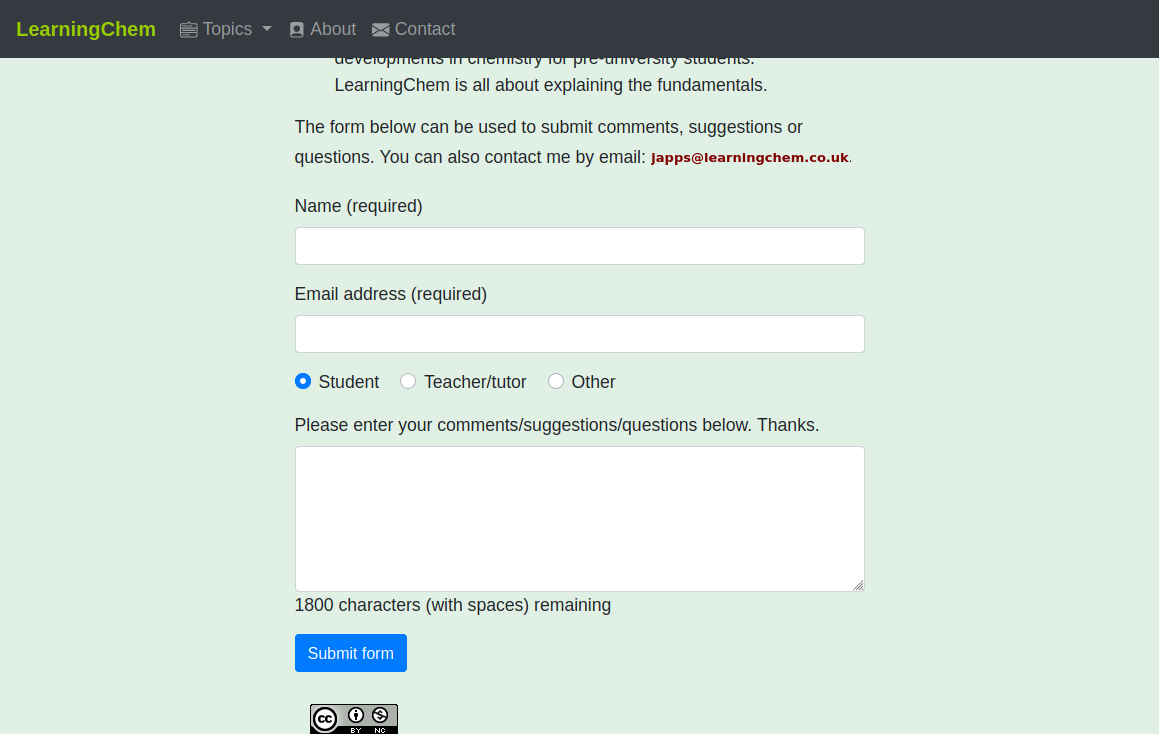 LearningChem Topics About Contact
developments in chemistry for pre-university students.
LearningChem is all about explaining the fundamentals.
The form below can be used to submit comments, suggestions or
questions. You can also contact me by email: japps@learningchem.co.uk.
Name (required)
Email address (required)
Student Teacher/tutor Other
Please enter your comments/suggestions/questions below. Thanks.
1800 characters (with spaces) remaining
Submit form
cc
BY NC